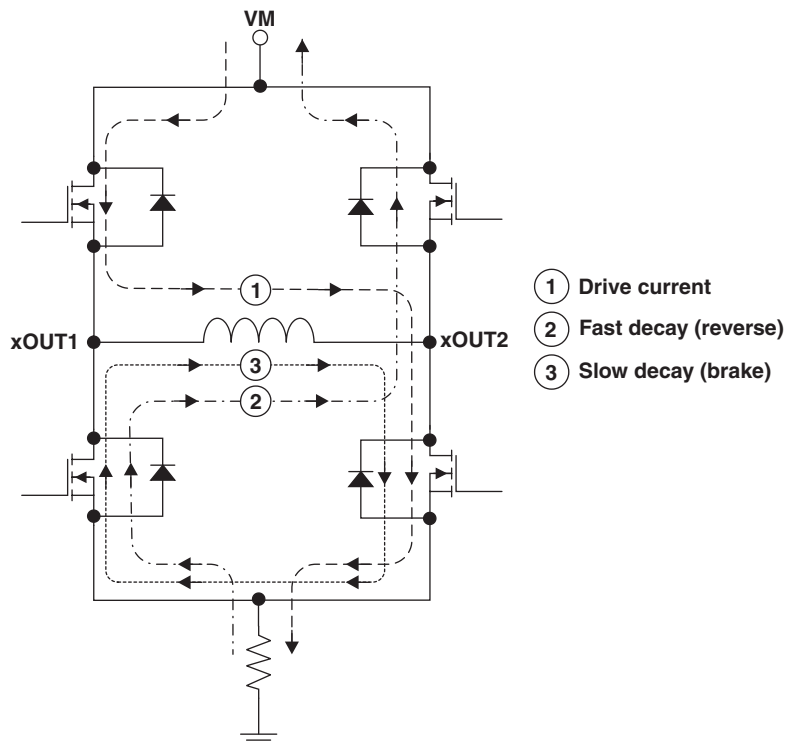 VM
1
1 Drive current
xOUT1
xOUT2
2 Fast decay (reverse)
3
3 Slow decay (brake)
2